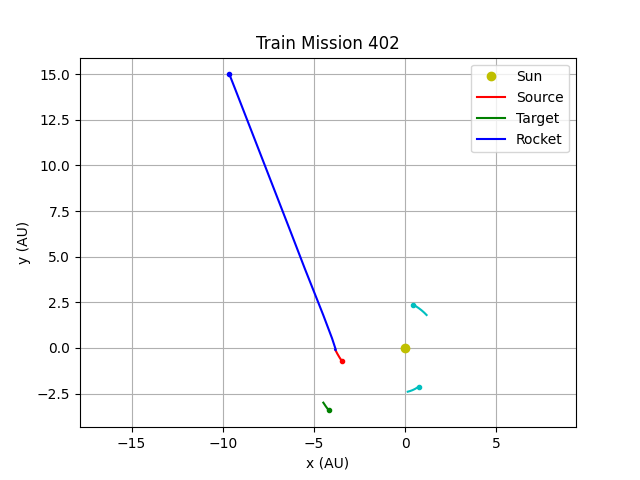 Train Mission 402
Sun
Source
Target
Rocket
15.0
12.5
10.0
7.5
5.0
2.5
0.0
−2.5
y (AU)
−15
−10
−5
0
5
x (AU)